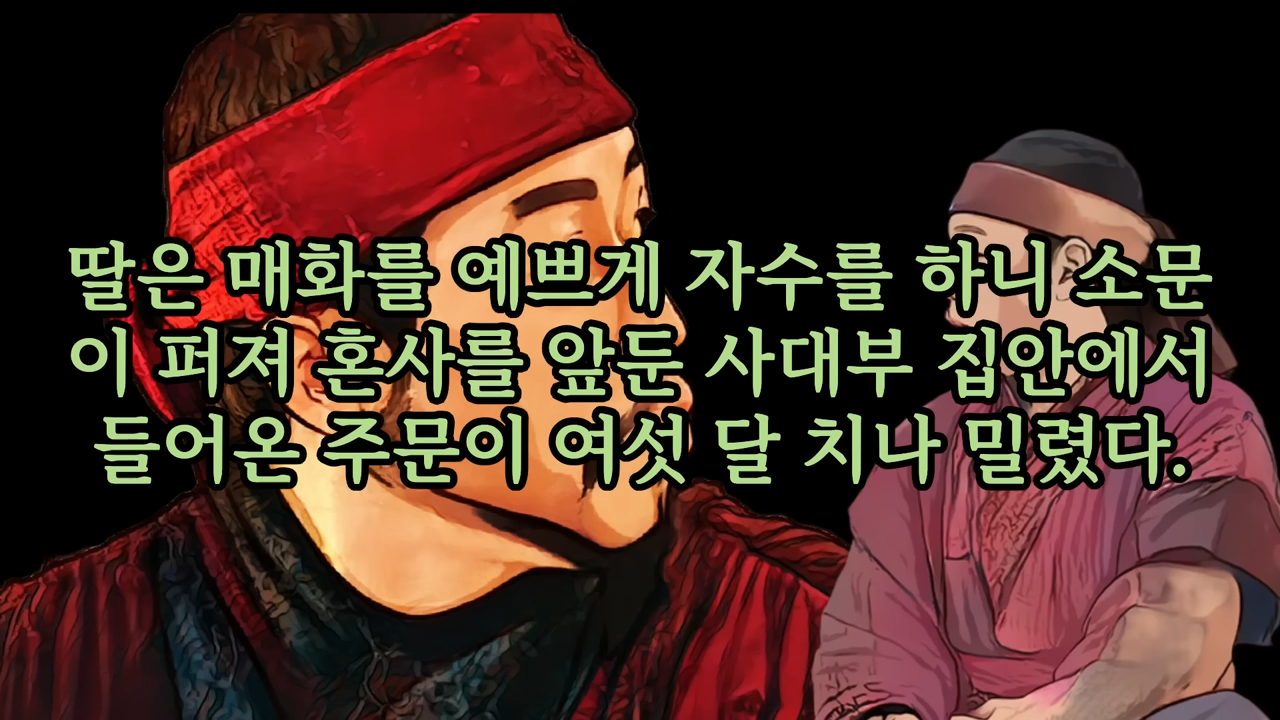 딸은 매화를 예쁘게 자수를 하니 소문
이 퍼져 혼사를 앞둔 사대부 집안에서
들어온 주문이 여섯 달 치나 밀렸다.